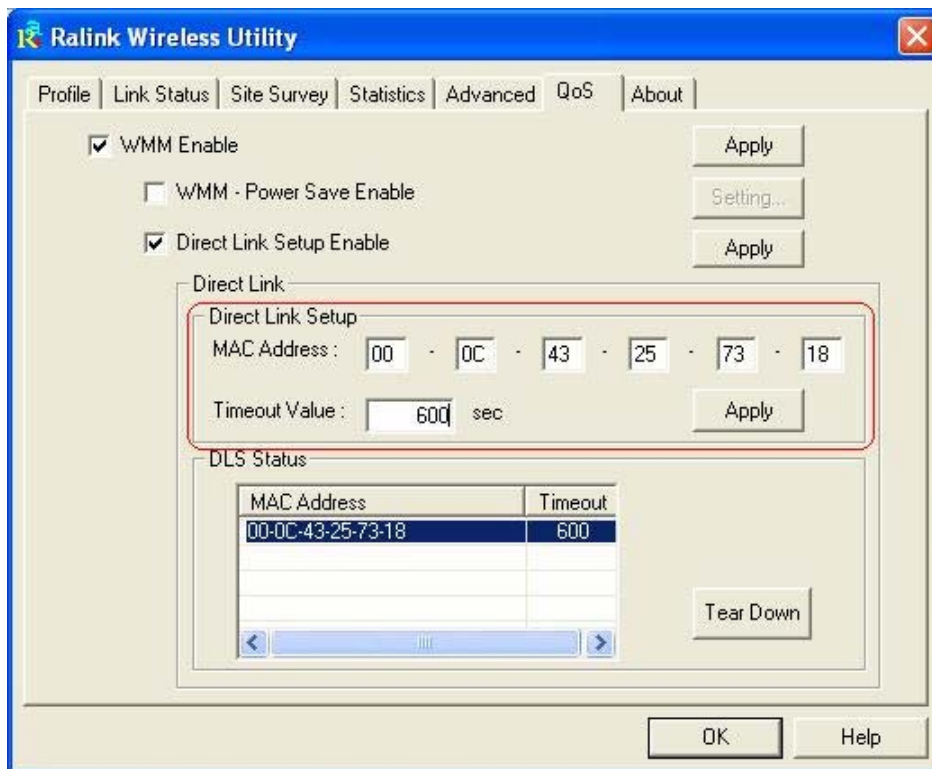 Ralink Wireless Utility
Profile Link Status Site Survey Statistics Advanced QoS About
WMM Enable Apply
WMM - Power Save Enable Setting...
Direct Link Setup Enable Apply
Direct Link
Direct Link Setup
MAC Address : 00 - 0C - 43 - 25 - 73 - 18
Timeout Value : 600 sec Apply
DLS Status
MAC Address Timeout
00-0C-43-25-73-18 600
Tear Down
OK Help